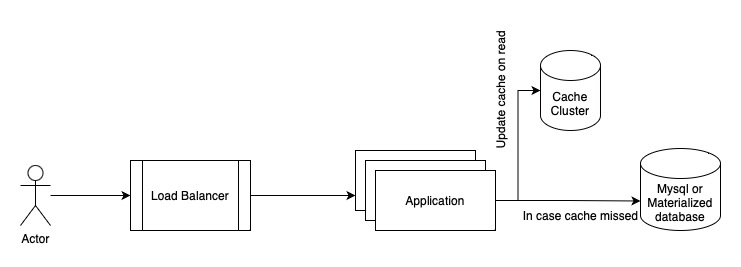 Update cache on read
Cache
Cluster
Load Balancer
Application
Mysql or
Materialized
database
In case cache missed
Actor